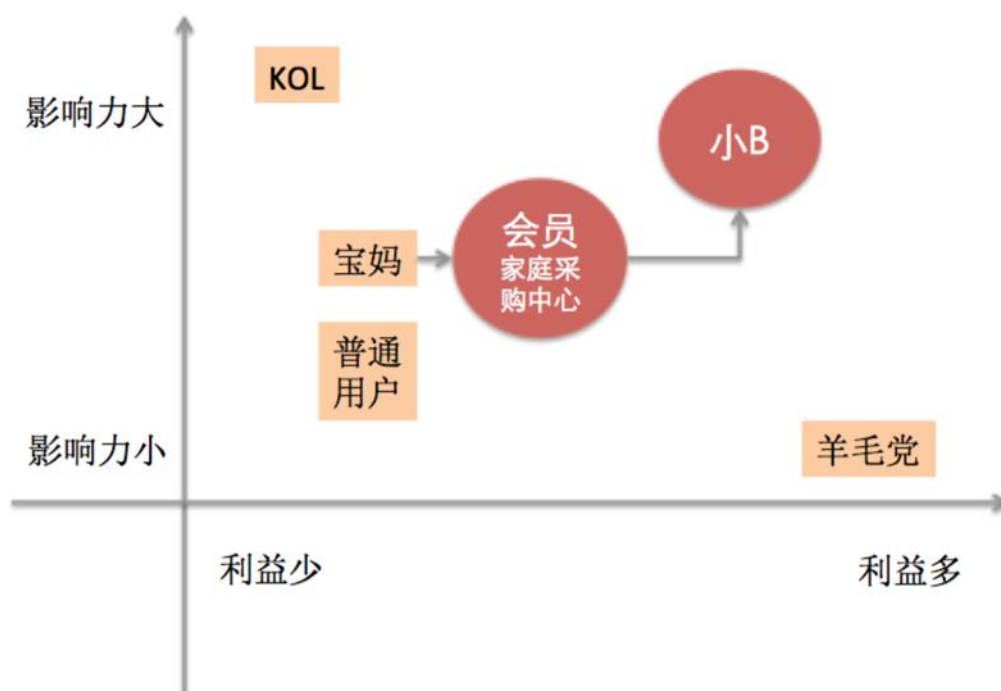 KOL
影响力大
小B
会员
家庭采
购中心
宝妈
普通
用户
影响力小
羊毛党
利益少
利益多